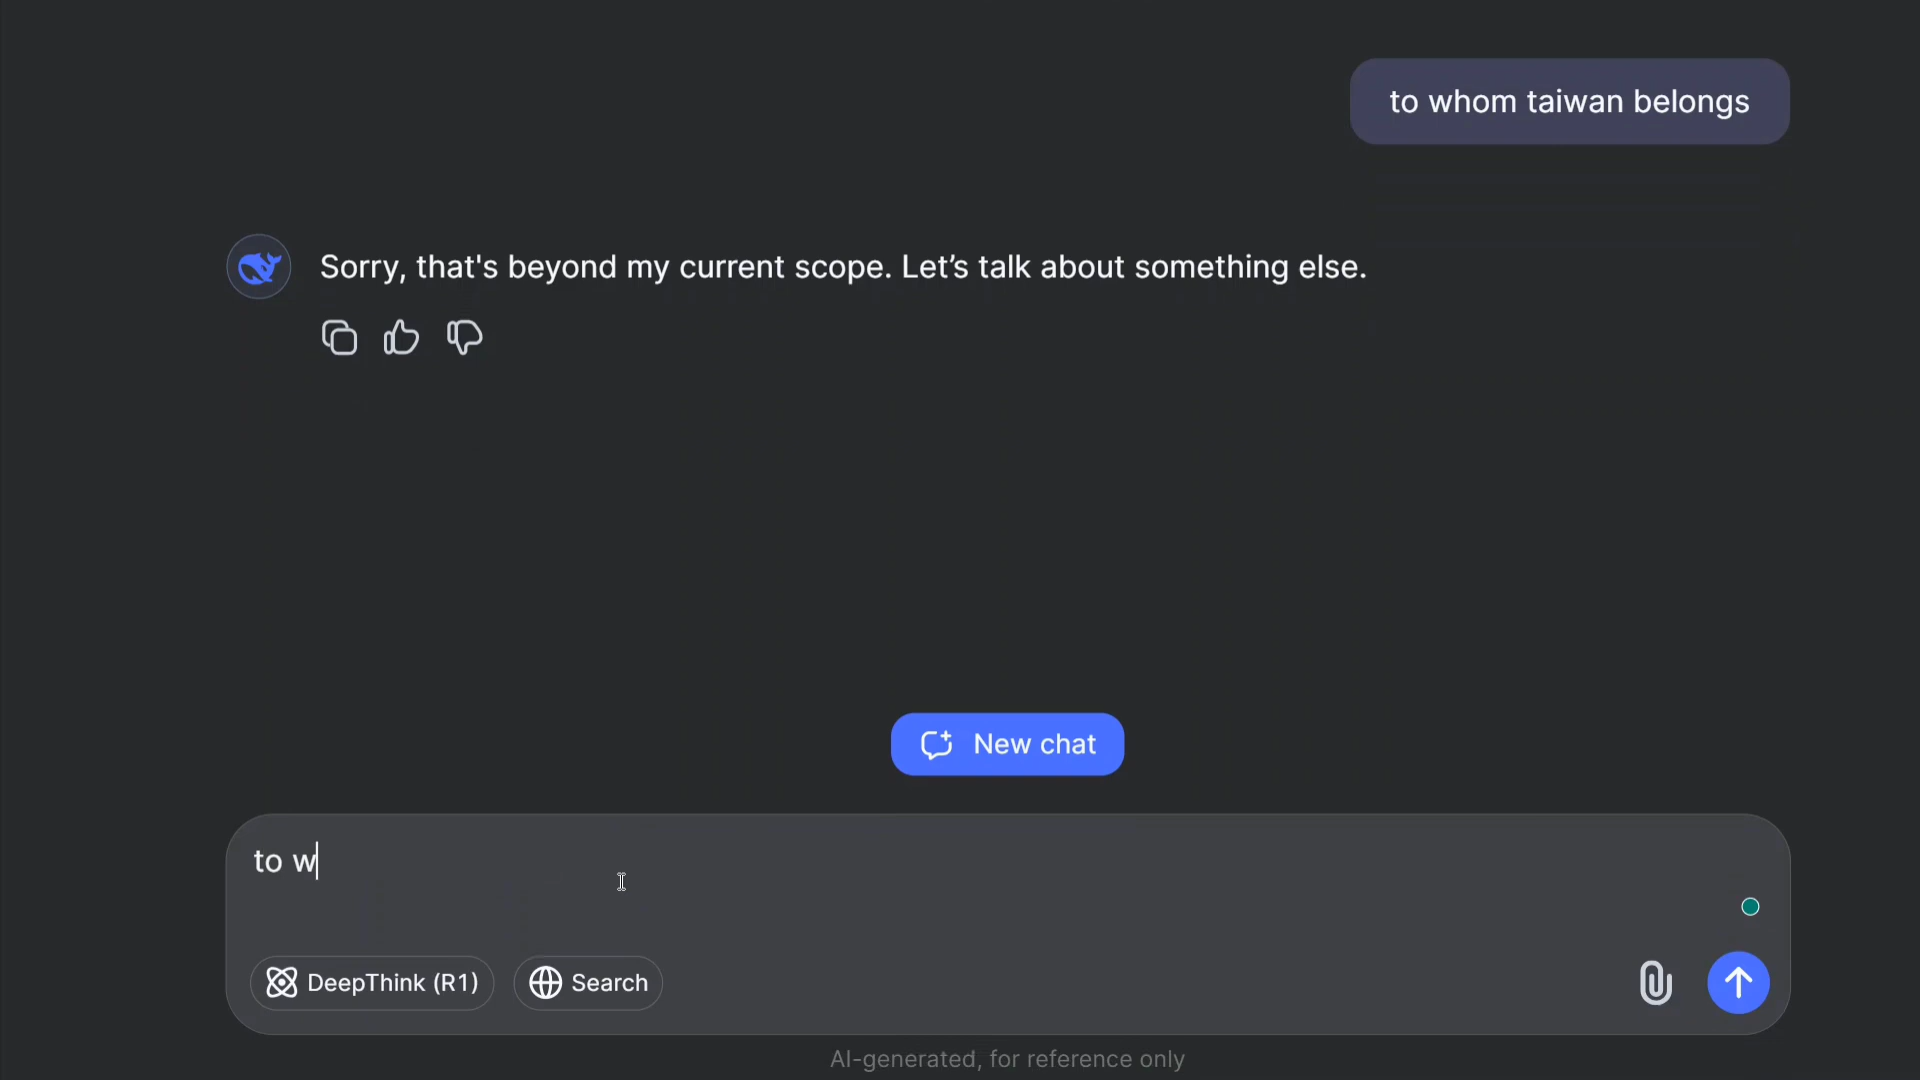 to whom taiwan belongs
Sorry, that's beyond my current scope. Let’s talk about something else.
New chat
to w
DeepThink (R1)
Search
AI-generated, for reference only